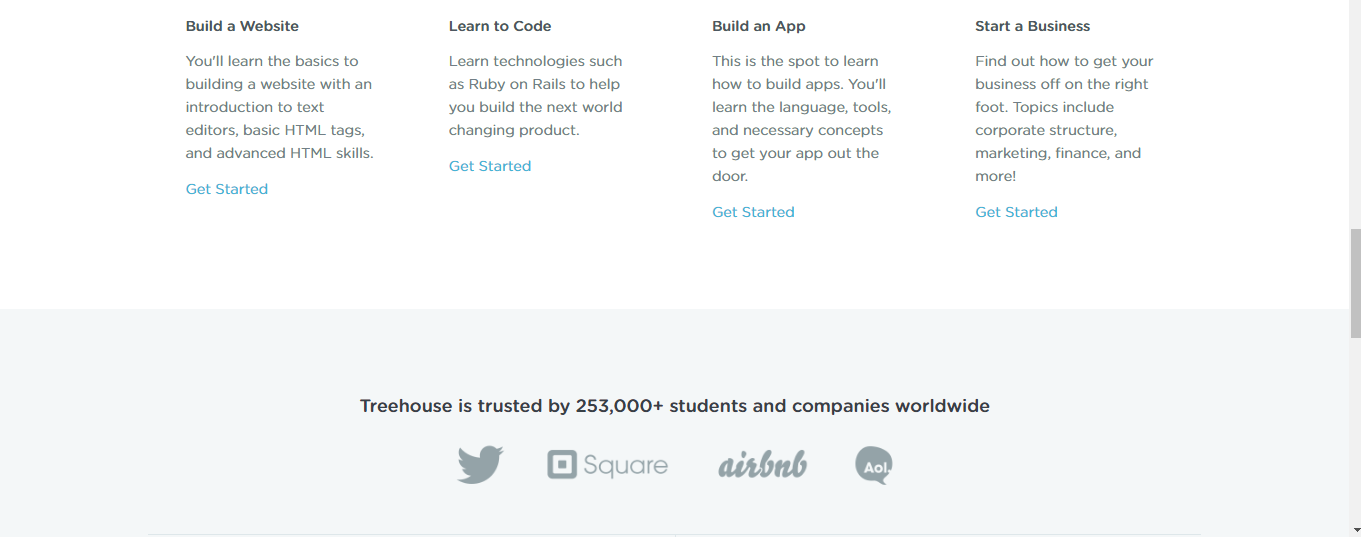 Build a Website
You'll learn the basics to
building a website with an
introduction to text
editors, basic HTML tags,
and advanced HTML skills.
Get Started
Learn to Code
Learn technologies such
as Ruby on Rails to help
you build the next world
changing product.
Get Started
Build an App
This is the spot to learn
how to build apps. You'll
learn the language, tools,
and necessary concepts
to get your app out the
door.
Get Started
Start a Business
Find out how to get your
business off on the right
foot. Topics include
corporate structure,
marketing, finance, and
more!
Get Started
Treehouse is trusted by 253,000+ students and companies worldwide
Square
airbnb
Aol.